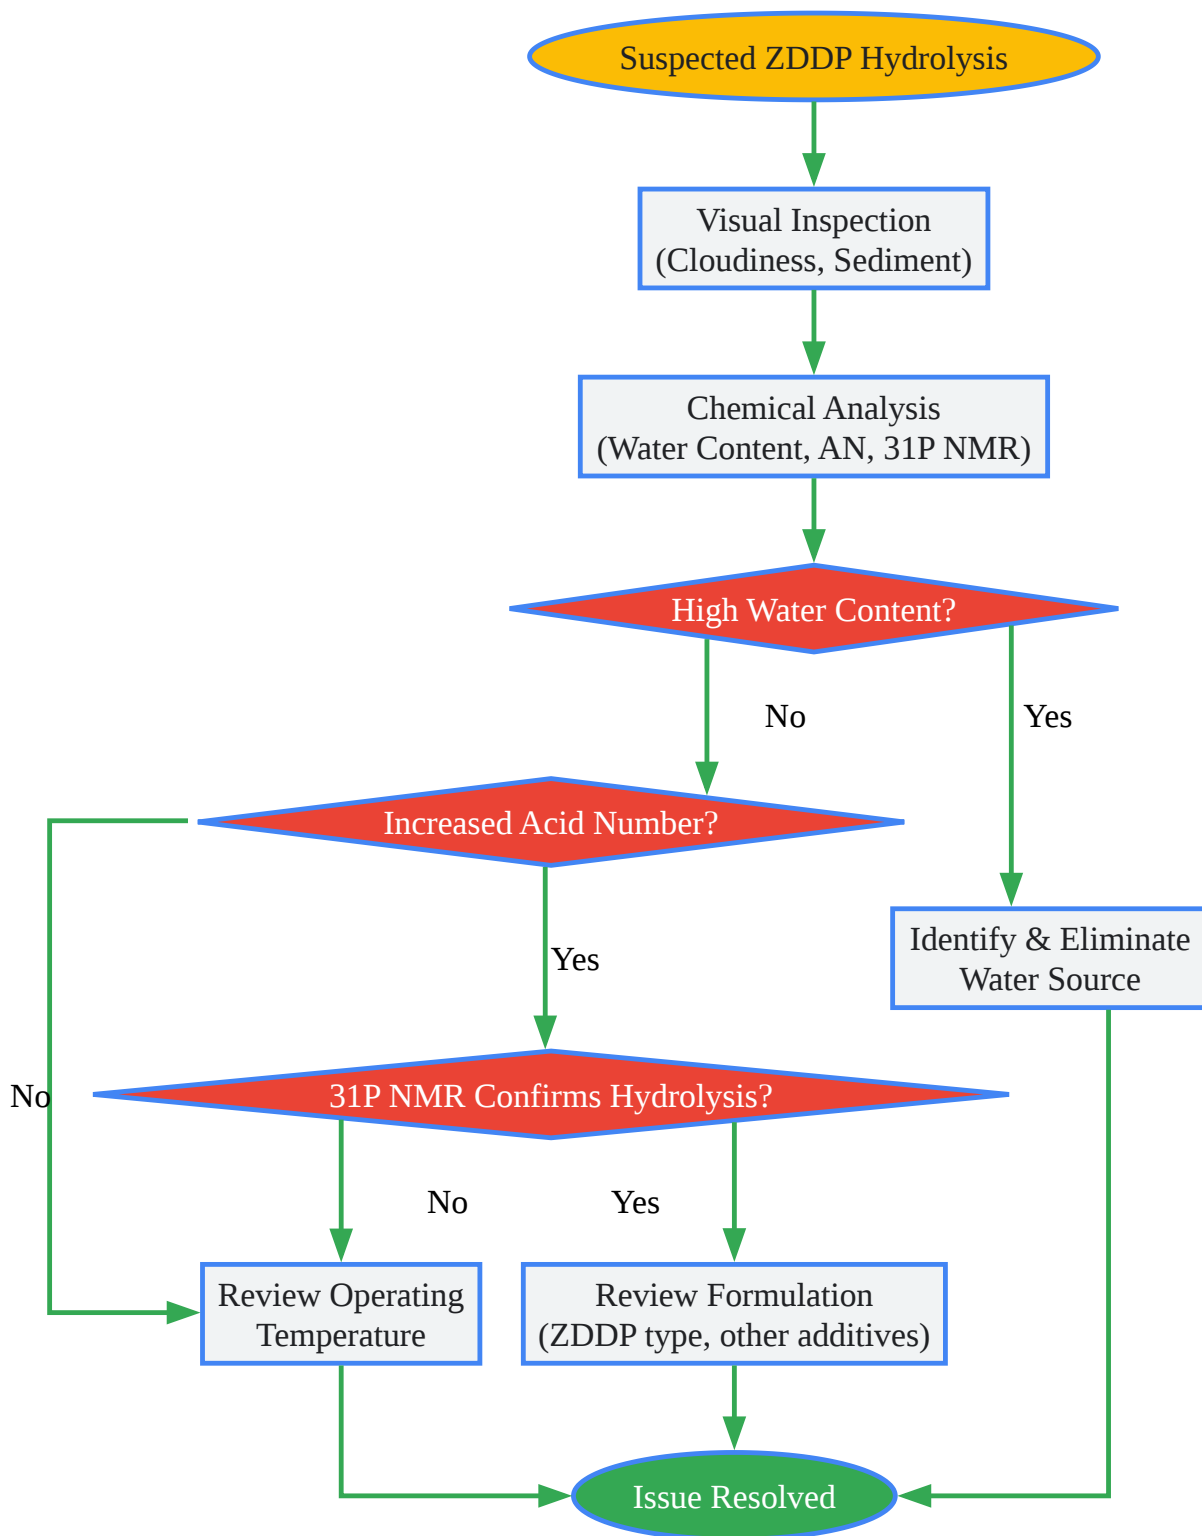 Suspected ZDDP Hydrolysis
Visual Inspection
(Cloudiness, Sediment)
Chemical Analysis
(Water Content, AN, 31P NMR)
High Water Content?
No
Yes
Increased Acid Number?
Identify & Eliminate
Water Source
Yes
No
31P NMR Confirms Hydrolysis?
No
Yes
Review Operating
Temperature
Review Formulation
(ZDDP type, other additives)
Issue Resolved